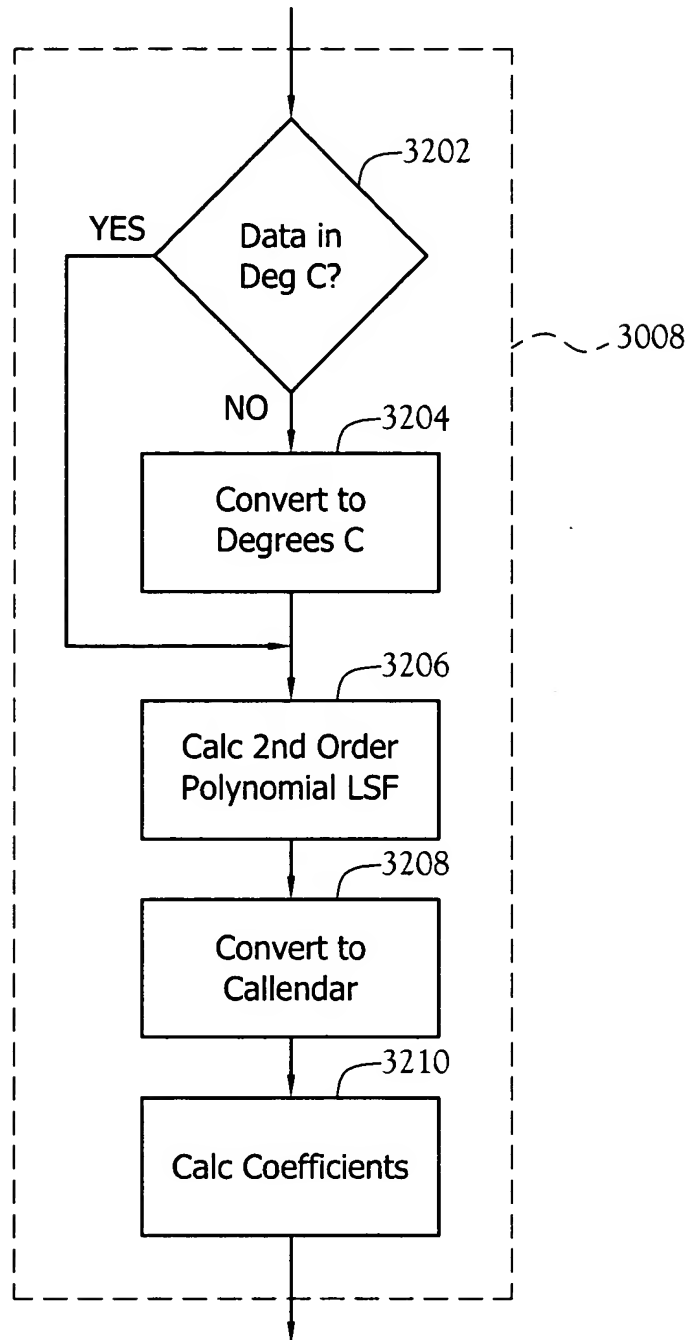 3202
YES
Data in
Deg C?
3008
NO
3204
Convert to
Degrees C
3206
Calc 2nd Order
Polynomial LSF
3208
Convert to
Callendar
3210
Calc Coefficients